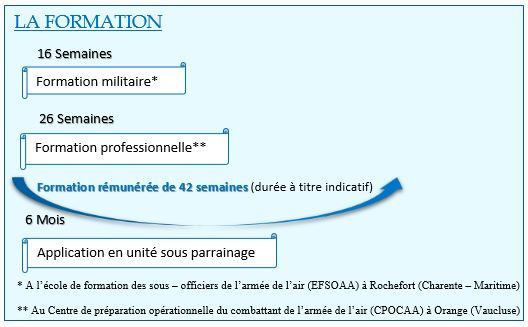 LA FORMATION
16 Semaines
Formation militaire*
26 Semaines
Formation professionnelle**
Formation rémunérée de 42 semaines (durée à titre indicatif)
6 Mois
Application en unité sous parrainage
* A l’école de formation des sous – officiers de l’armée de l’air (EFSOAA) à Rochefort (Charente – Maritime)
** Au Centre de préparation opérationnelle du combattant de l’armée de l’air (CPOCAA) à Orange (Vaucluse)